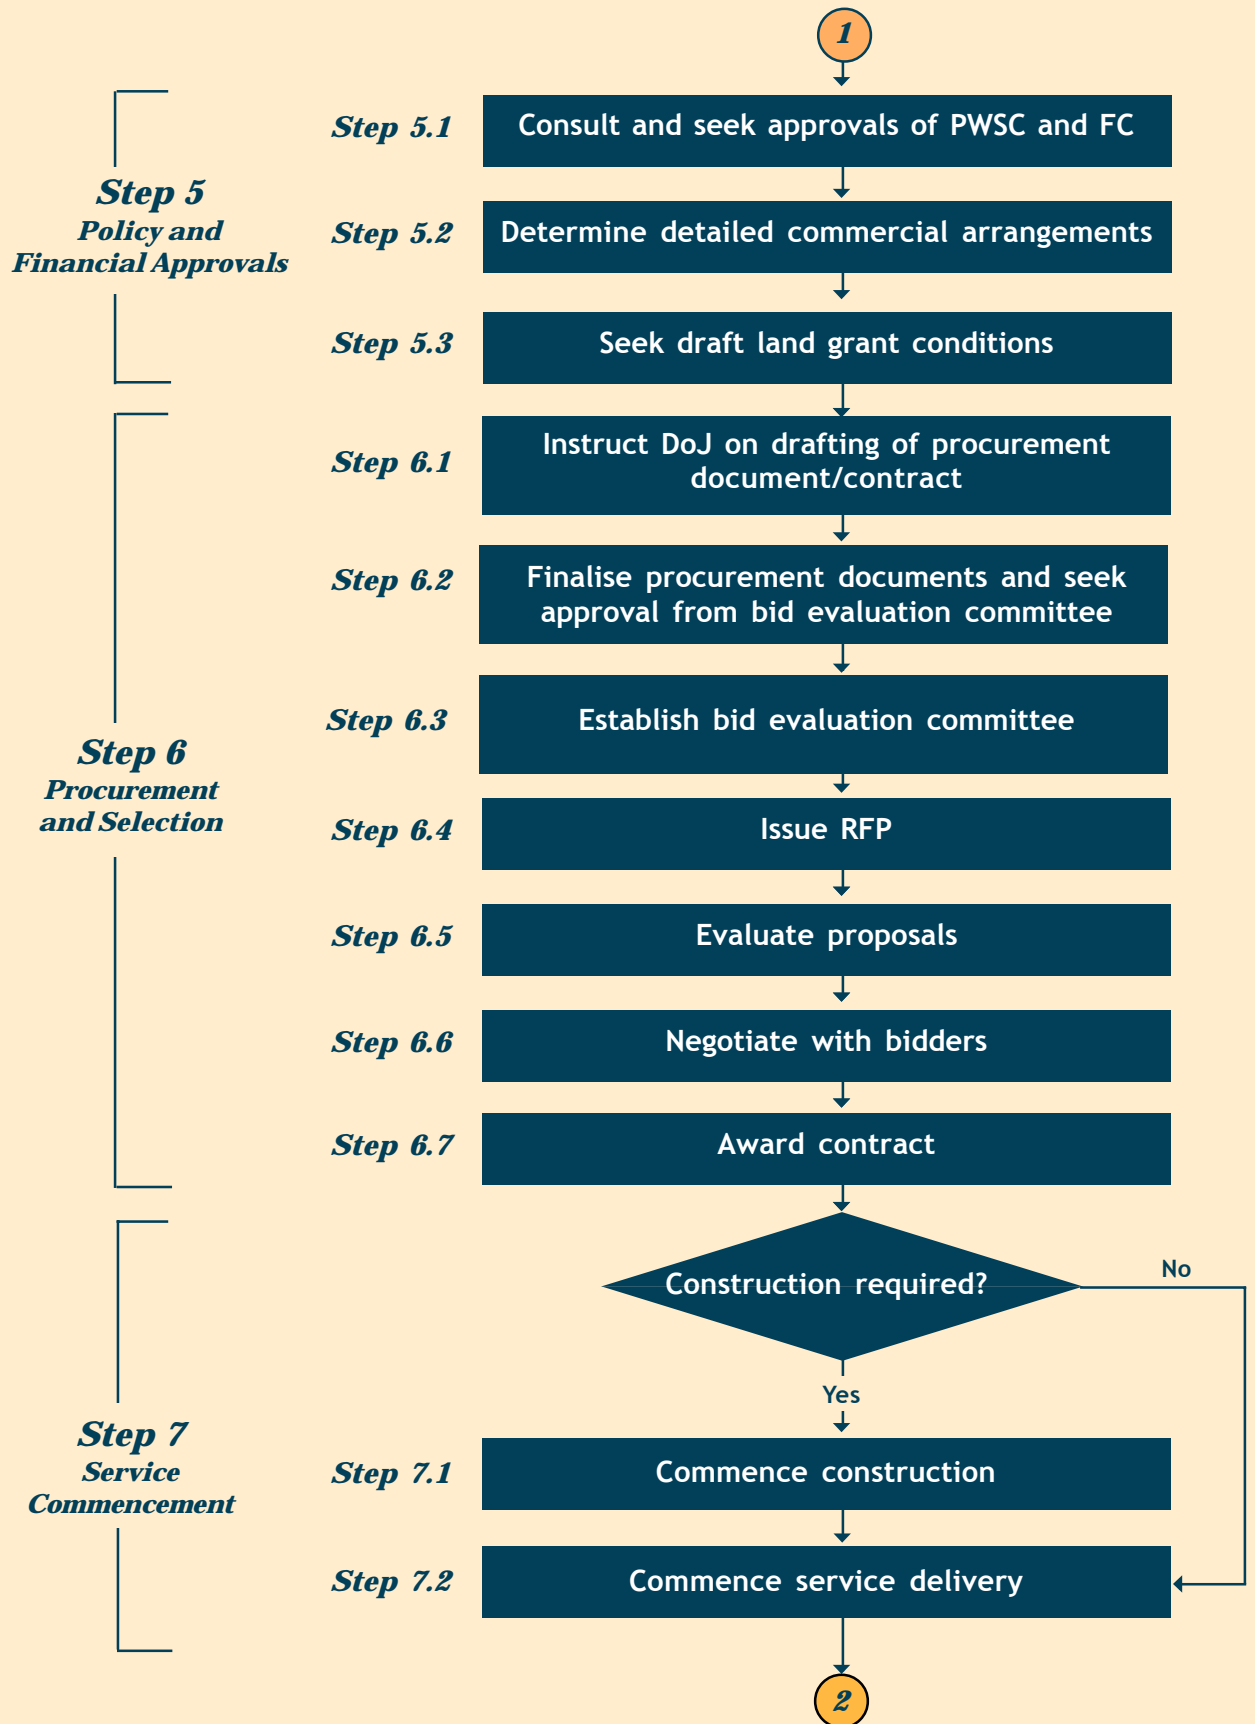 1
Step 5
Policy and
Financial Approvals
Step 5.1
Consult and seek approvals of PWSC and FC
Step 5.2
Determine detailed commercial arrangements
Step 5.3
Seek draft land grant conditions
Step 6
Procurement
and Selection
Step 6.1
Instruct DoJ on drafting of procurement
document/contract
Step 6.2
Finalise procurement documents and seek
approval from bid evaluation committee
Step 6.3
Establish bid evaluation committee
Step 6.4
Issue RFP
Step 6.5
Evaluate proposals
Step 6.6
Negotiate with bidders
Step 6.7
Award contract
Step 7
Service
Commencement
Construction required?
No
Yes
Step 7.1
Commence construction
Step 7.2
Commence service delivery
2